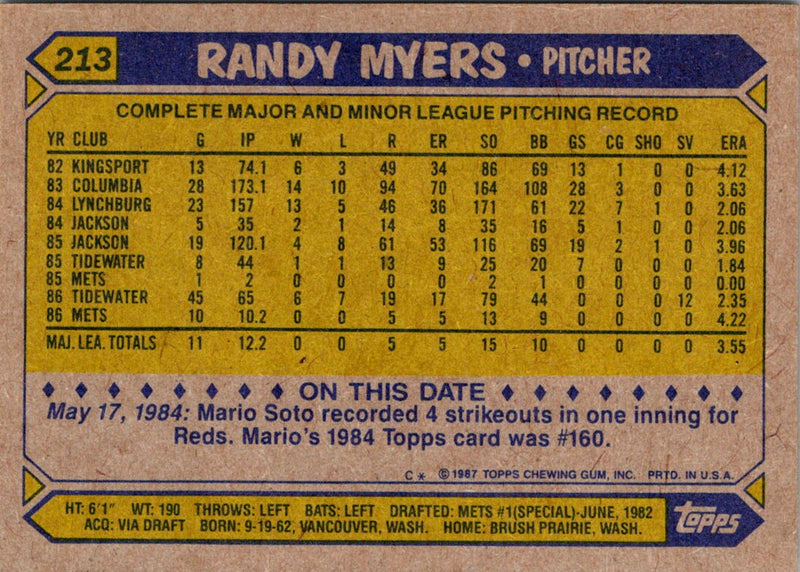 213 RANDY MYERS • PITCHER
COMPLETE MAJOR AND MINOR LEAGUE PITCHING RECORD
YR CLUB G IP W L R ER SO BB GS CG SHO SV ERA
82 KINGSPORT 13 74.1 6 3 49 34 86 69 13 1 0 0 4.12
83 COLUMBIA 28 173.1 14 10 94 70 164 108 28 3 0 0 3.63
84 LYNCHBURG 23 157 13 5 46 36 171 61 22 7 1 0 2.06
84 JACKSON 5 35 2 1 14 8 35 16 5 1 0 0 2.06
85 JACKSON 19 120.1 4 8 61 53 116 69 19 2 1 0 3.96
85 TIDEWATER 8 44 1 1 13 9 25 20 7 0 0 0 1.84
85 METS 1 2 0 0 0 0 2 1 0 0 0 0 0.00
86 TIDEWATER 45 65 6 7 19 17 79 44 0 0 0 12 2.35
86 METS 10 10.2 0 0 5 5 13 9 0 0 0 0 4.22
MAJ. LEA. TOTALS 11 12.2 0 0 5 5 15 10 0 0 0 0 3.55
ON THIS DATE
May 17, 1984: Mario Soto recorded 4 strikeouts in one inning for
Reds. Mario's 1984 Topps card was #160.
C* ©1987 TOPPS CHEWING GUM, INC. PRTD. IN U.S.A.
HT: 6'1" WT: 190 THROWS: LEFT BATS: LEFT DRAFTED: METS #1(SPECIAL)-JUNE, 1982
ACQ: VIA DRAFT BORN: 9-19-62, VANCOUVER, WASH. HOME: BRUSH PRAIRIE, WASH.
topps